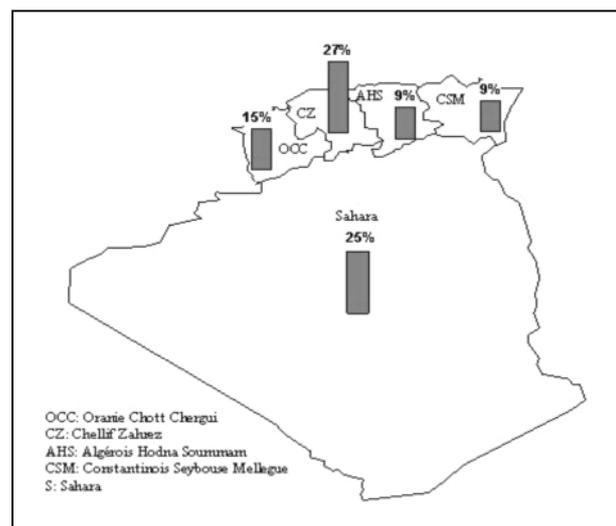 27%
AHS
9%
CSM
9%
15%
CZ
OCC
Sahara
25%
OCC: Oranie Chott Chergui
CZ: Chellif Zahrez
AHS: Algérois Hodna Soummam
CSM: Constantinois Seybouse Mellegue
S: Sahara